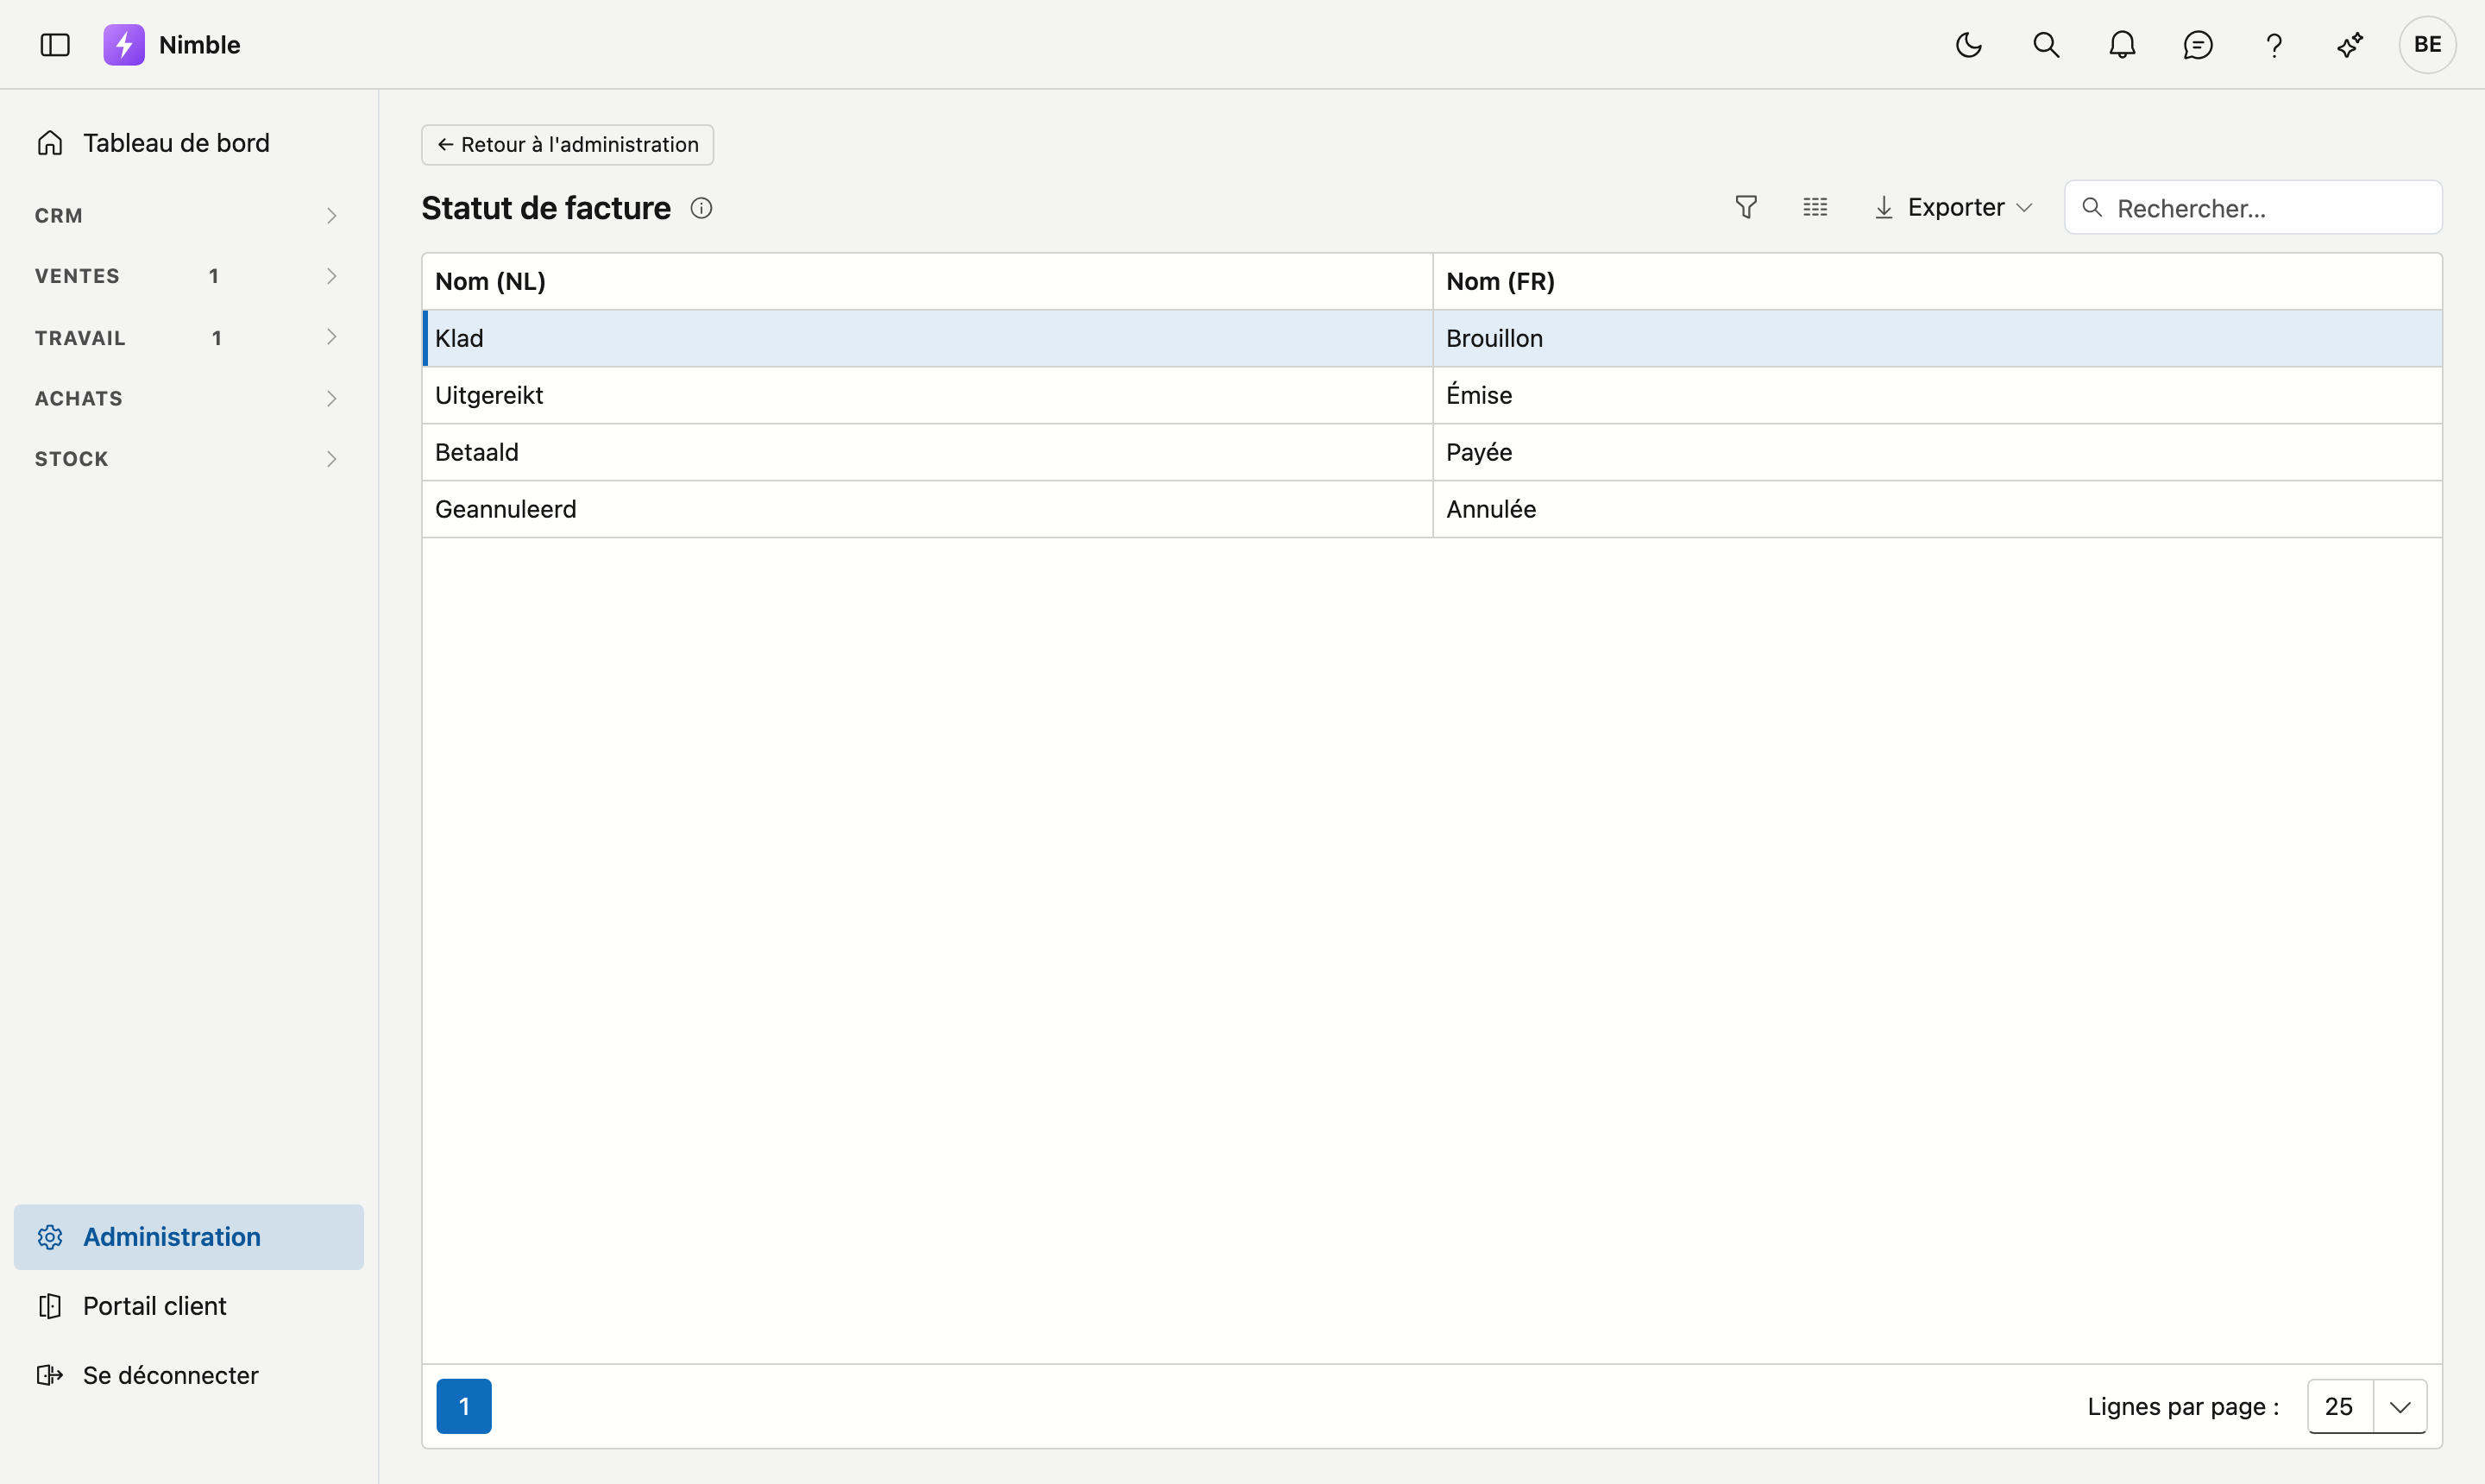 Nimble
BE
Tableau de bord
CRM
VENTES 1
TRAVAIL 1
ACHATS
STOCK
Administration
Portail client
Se déconnecter
← Retour à l'administration
Statut de facture
Exporter
Rechercher...
Nom (NL) Nom (FR)
Klad Brouillon
Uitgereikt Émise
Betaald Payée
Geannuleerd Annulée
1
Lignes par page : 25